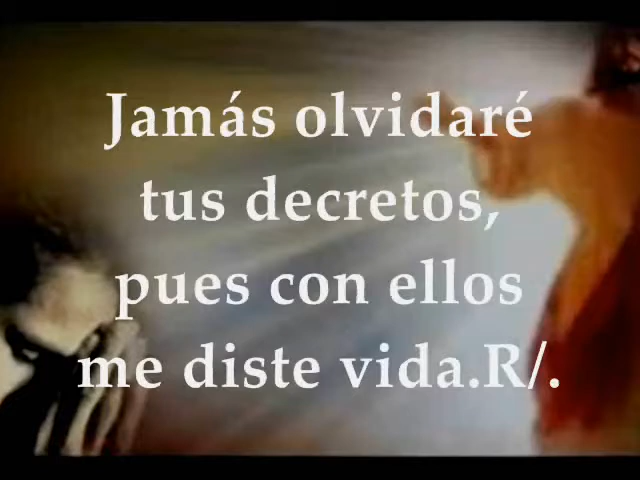 Jamás olvidaré
tus decretos,
pues con ellos
me diste vida.R/.